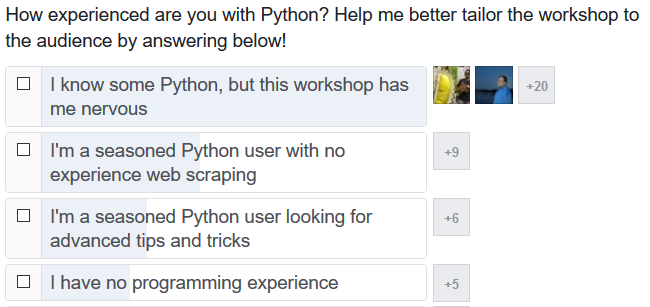 How experienced are you with Python? Help me better tailor the workshop to
the audience by answering below!
I know some Python, but this workshop has
me nervous
+20
I'm a seasoned Python user with no
experience web scraping
+9
I'm a seasoned Python user looking for
advanced tips and tricks
+6
I have no programming experience
+5